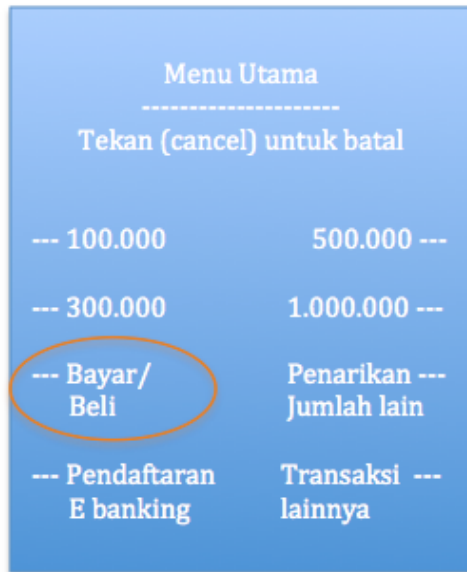 Menu Utama
---------------------
Tekan (cancel) untuk batal
--- 100.000 500.000 ---
--- 300.000 1.000.000 ---
--- Bayar/ Penarikan ---
Beli Jumlah lain
--- Pendaftaran Transaksi ---
E banking lainnya